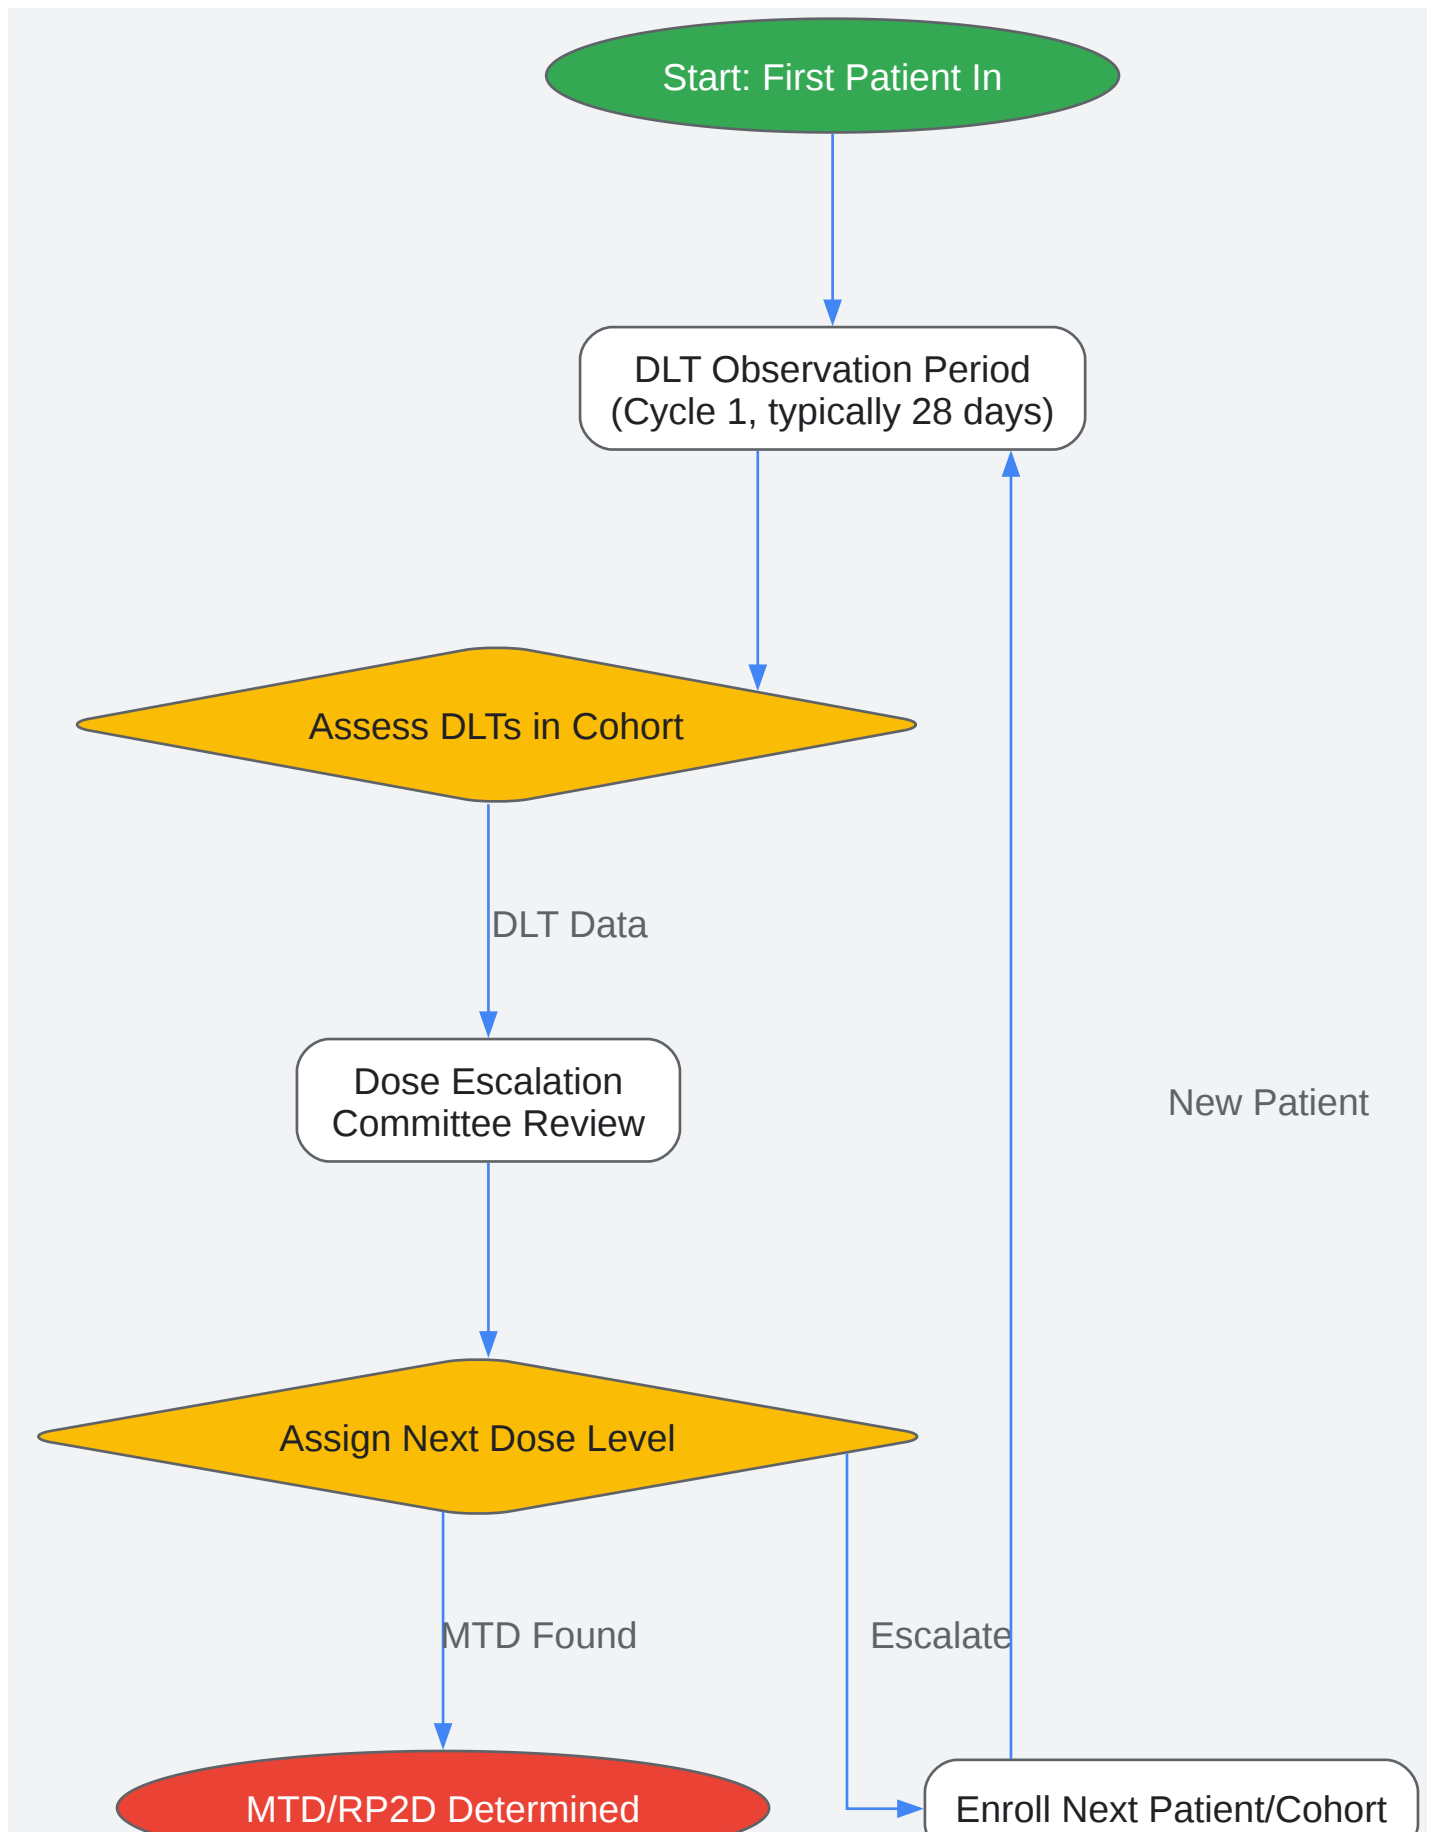 Start: First Patient In
DLT Observation Period
(Cycle 1, typically 28 days)
Assess DLTs in Cohort
DLT Data
Dose Escalation
Committee Review
New Patient
Assign Next Dose Level
MTD Found
Escalate
MTD/RP2D Determined
Enroll Next Patient/Cohort